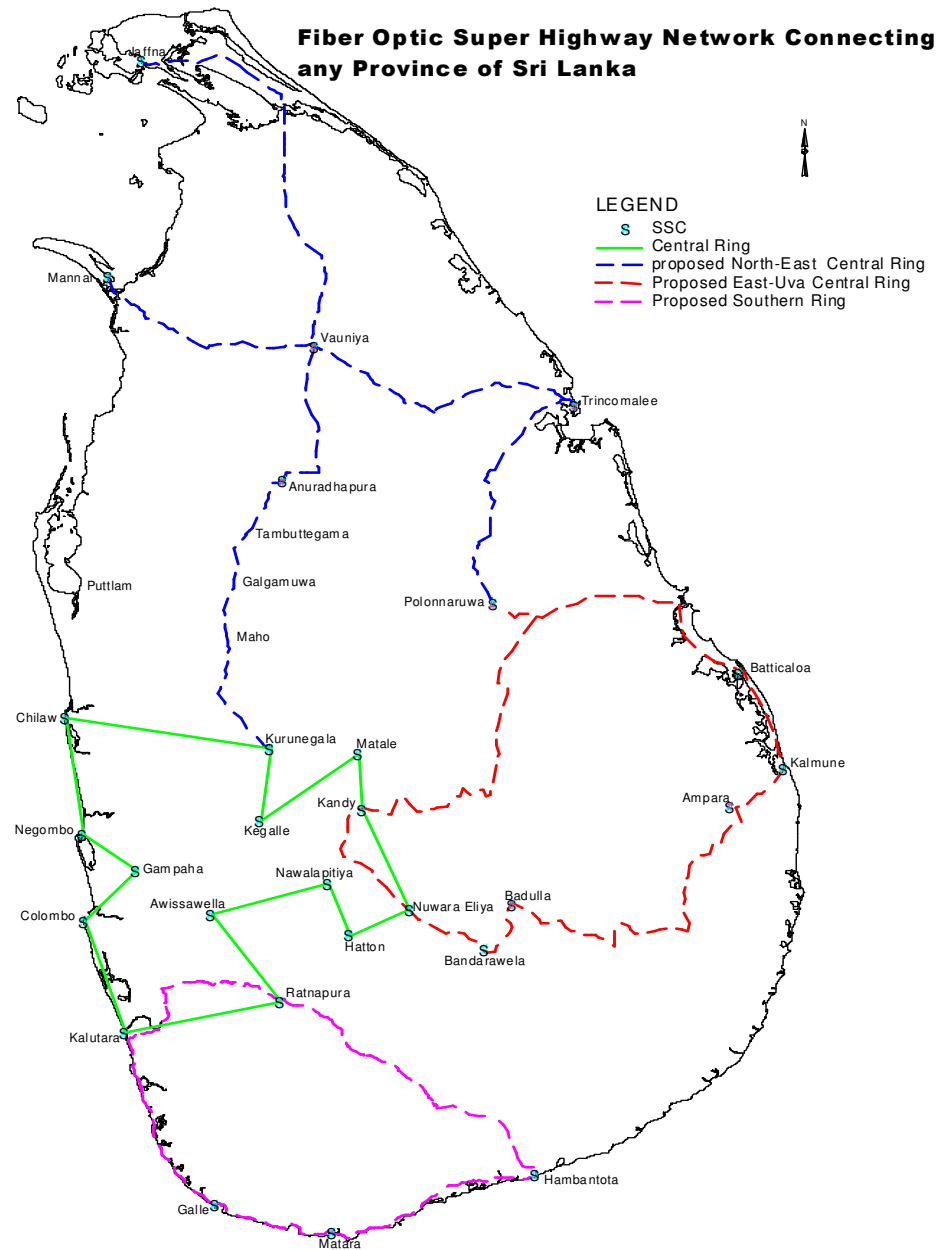 Fiber Optic Super Highway Network Connecting
any Province of Sri Lanka
Jaffna
N
LEGEND
S SSC
Central Ring
proposed North-East Central Ring
Proposed East-Uva Central Ring
Proposed Southern Ring
Mannar
Vauniya
Trincomalee
Anuradhapura
Tambuttegama
Galgamuwa
Puttlam
Polonnaruwa
Maho
Batticaloa
Chilaw
Kurunegala
Matale
Kalmune
Kandy
Ampara
Negombo
Kegalle
Gampaha
Nawalapitiya
Awissawella
Badulla
Nuwara Eliya
Colombo
Hatton
Bandarawela
Ratnapura
Kalutara
Hambantota
Galle
Matara